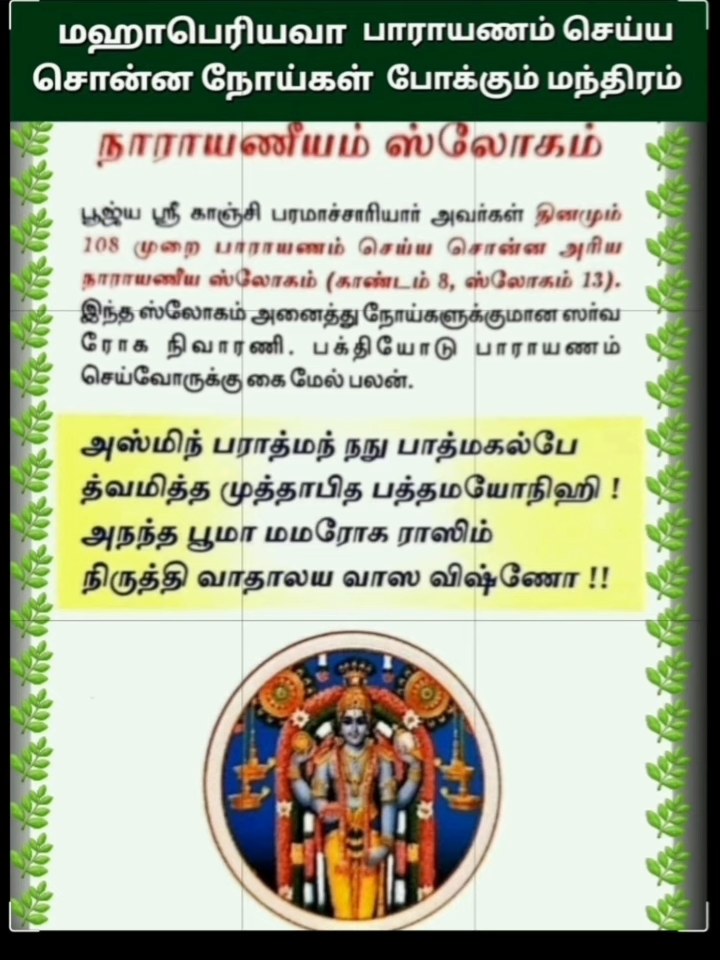 மஹாபெரியவா பாராயணம் செய்ய
சொன்ன நோய்கள் போக்கும் மந்திரம்
நாராயணீயம் ஸ்லோகம்
பூஜ்ய ஸ்ரீ காஞ்சி பரமாச்சாரியார் அவர்கள் தினமும்
108 முறை பாராயணம் செய்ய சொன்ன அரிய
நாராயணீய ஸ்லோகம் (காண்டம் 8, ஸ்லோகம் 13).
இந்த ஸ்லோகம் அனைத்து நோய்களுக்குமான ஸர்வ
ரோக நிவாரணி. பக்தியோடு பாராயணம்
செய்வோருக்கு கை மேல் பலன்.
அஸ்மிந் பராத்மந் நநு பாத்மகல்பே
த்வமித்த முத்தாபித பத்தமயோநிஹி !
அநந்த பூமா மமரோக ராஸிம்
நிருத்தி வாதாலய வாஸ விஷ்ணோ !!